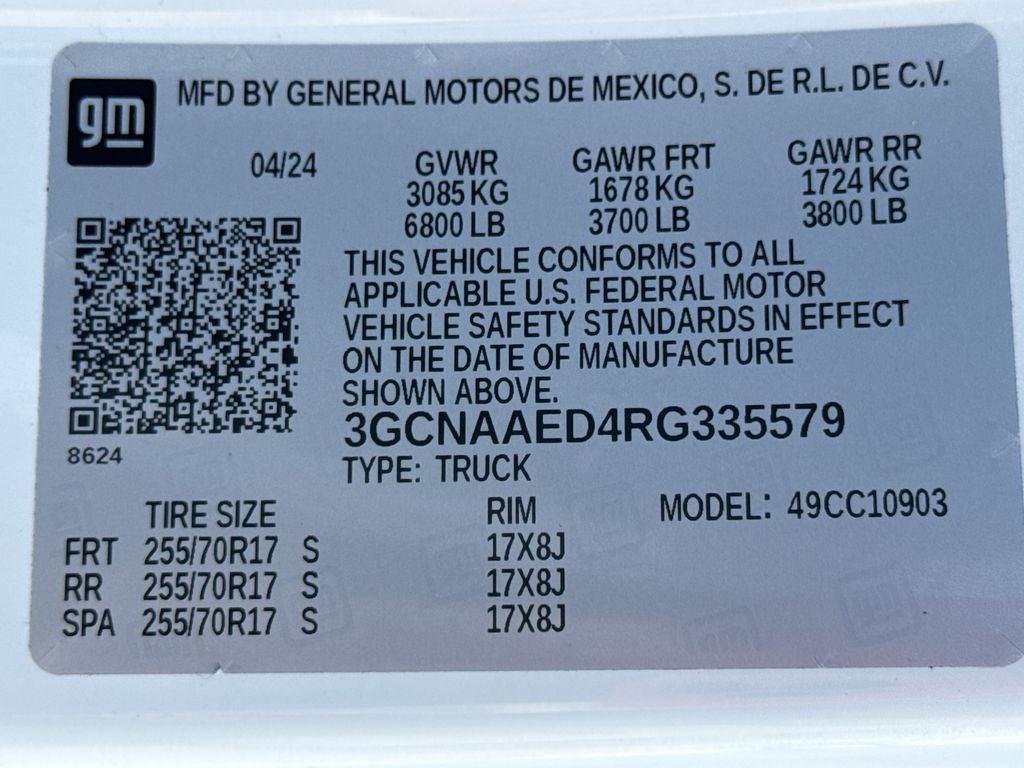 gm
MFD BY GENERAL MOTORS DE MEXICO, S. DE R.L. DE C.V.
04/24 GVWR GAWR FRT GAWR RR
3085 KG 1678 KG 1724 KG
6800 LB 3700 LB 3800 LB
THIS VEHICLE CONFORMS TO ALL
APPLICABLE U.S. FEDERAL MOTOR
VEHICLE SAFETY STANDARDS IN EFFECT
ON THE DATE OF MANUFACTURE
SHOWN ABOVE.
3GCNAAED4RG335579
8624
TYPE: TRUCK
TIRE SIZE RIM MODEL: 49CC10903
FRT 255/70R17 S 17X8J
RR 255/70R17 S 17X8J
SPA 255/70R17 S 17X8J